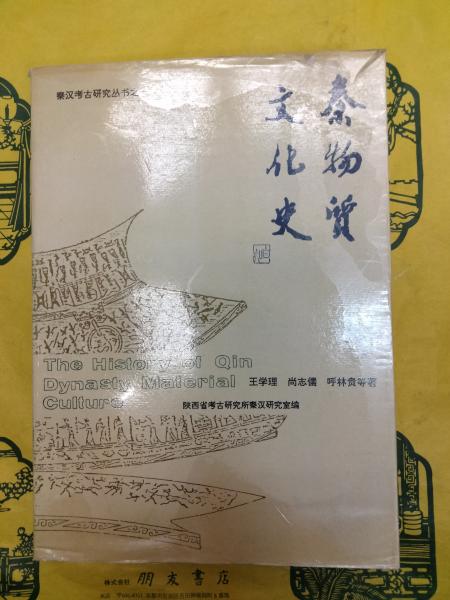 秦汉考古研究丛书之
秦物质
文化史
The History of Qin
Dynasty Material
Culture
王学理 尚志儒 呼林贵等著
陕西省考古研究所秦汉研究室编
株式会社 朋友書店